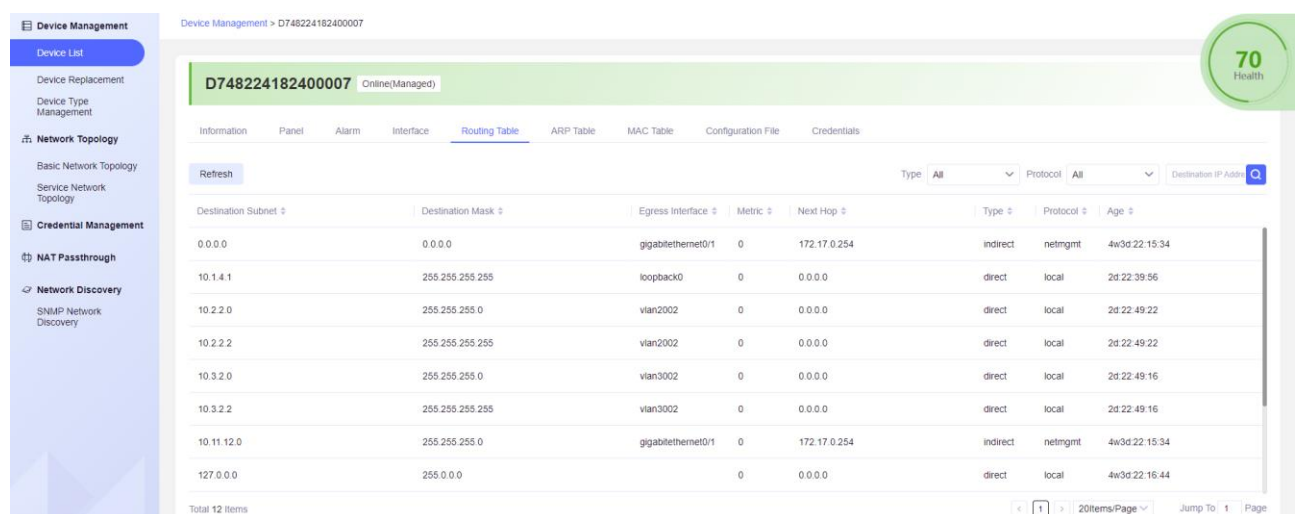 Device Management
Device List
Device Replacement
Device Type
Management
Network Topology
Basic Network Topology
Service Network
Topology
Credential Management
NAT Passthrough
Network Discovery
SNMP Network
Discovery
Device Management > D748224182400007
D748224182400007 Online(Managed)
70
Health
Information Panel Alarm Interface Routing Table ARP Table MAC Table Configuration File Credentials
Refresh Type All Protocol All Destination IP Addre
Destination Subnet Destination Mask Egress Interface Metric Next Hop Type Protocol Age
0.0.0.0 0.0.0.0 gigabitethernet0/1 0 172.17.0.254 indirect netmgmt 4w3d:22:15:34
10.1.4.1 255.255.255.255 loopback0 0 0.0.0.0 direct local 2d:22:39:56
10.2.2.0 255.255.255.0 vlan2002 0 0.0.0.0 direct local 2d:22:49:22
10.2.2.2 255.255.255.255 vlan2002 0 0.0.0.0 direct local 2d:22:49:22
10.3.2.0 255.255.255.0 vlan3002 0 0.0.0.0 direct local 2d:22:49:16
10.3.2.2 255.255.255.255 vlan3002 0 0.0.0.0 direct local 2d:22:49:16
10.11.12.0 255.255.255.0 gigabitethernet0/1 0 172.17.0.254 indirect netmgmt 4w3d:22:15:34
127.0.0.0 255.0.0.0 0 0.0.0.0 direct local 4w3d:22:16:44
Total 12 Items < 1 > 20Items/Page Jump To 1 Page